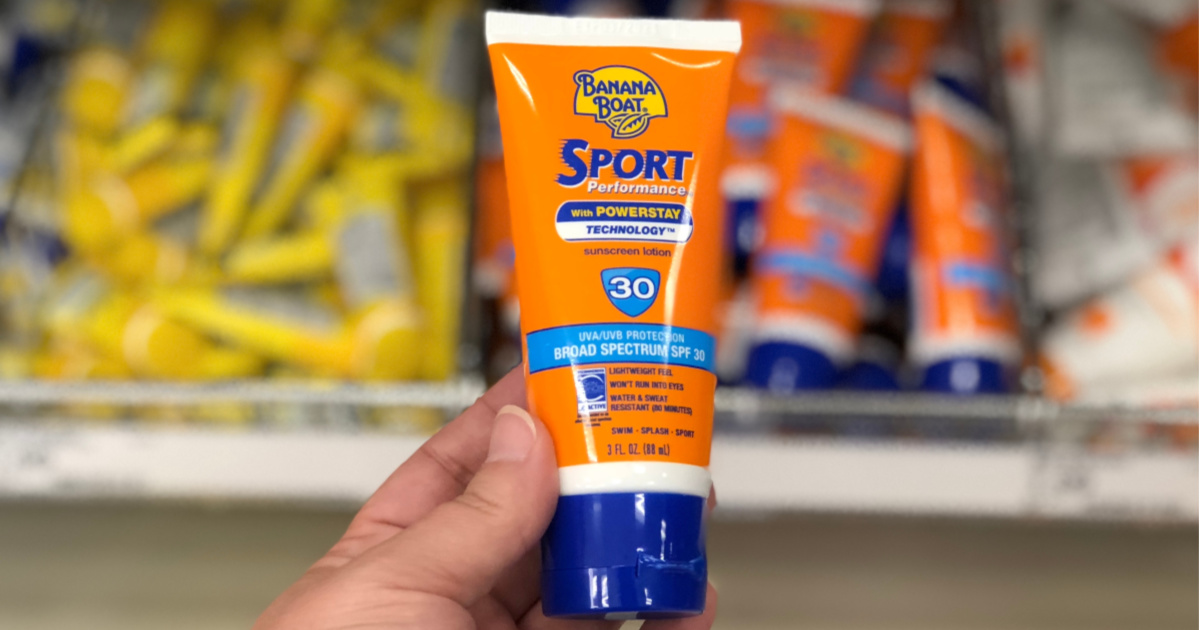 BANANA
BOAT®
SPORT
Performance®
With POWERSTAY
TECHNOLOGY™
sunscreen lotion
30
UVA/UVB PROTECTION
BROAD SPECTRUM SPF 30
LIGHTWEIGHT FEEL
WON'T RUN INTO EYES
WATER & SWEAT
RESISTANT (80 MINUTES)
ACTIVE
SWIM - SPLASH - SPORT
3 FL. OZ. (88 mL)